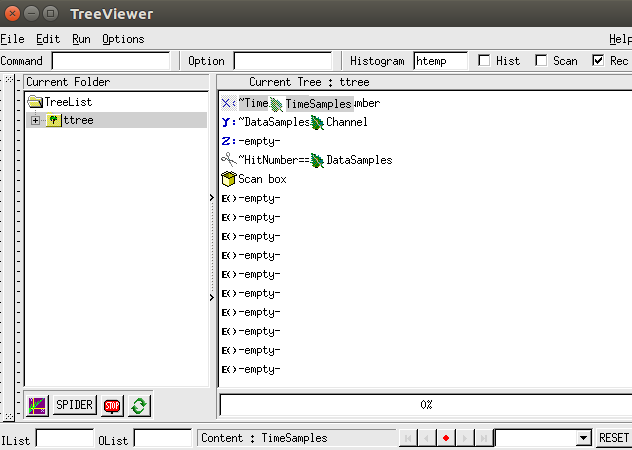 TreeViewer
File Edit Run Options Help
Command Option Histogram htemp Hist Scan Rec
Current Folder
TreeList
ttree
Current Tree : ttree
X: ~Time TimeSamples umber
Y: ~DataSamples Channel
Z: -empty-
~HitNumber== DataSamples
Scan box
E() -empty-
E() -empty-
E() -empty-
E() -empty-
E() -empty-
E() -empty-
E() -empty-
E() -empty-
E() -empty-
E() -empty-
SPIDER STOP
0%
IList OList Content : TimeSamples RESET